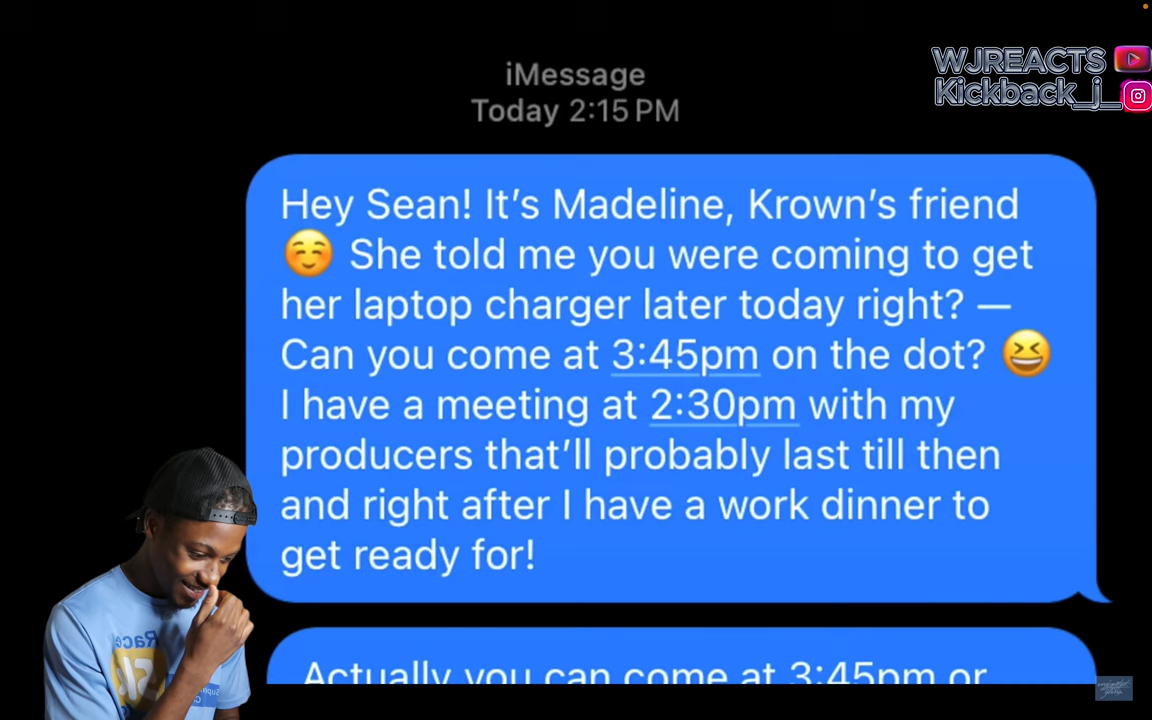 iMessage
Today 2:15 PM
WJREACTS
Kickback_j_
Hey Sean! It’s Madeline, Krown’s friend
☺️ She told me you were coming to get
her laptop charger later today right? —
Can you come at 3:45pm on the dot? 😆
I have a meeting at 2:30pm with my
producers that’ll probably last till then
and right after I have a work dinner to
get ready for!
Actually you can come at 3:45pm or
Race